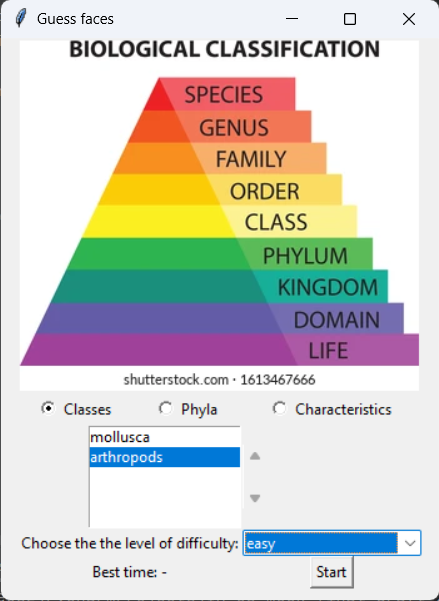 Guess faces
BIOLOGICAL CLASSIFICATION
SPECIES
GENUS
FAMILY
ORDER
CLASS
PHYLUM
KINGDOM
DOMAIN
LIFE
shutterstock.com · 1613467666
Classes Phyla Characteristics
mollusca
arthropods
Choose the the level of difficulty: easy
Best time: - Start